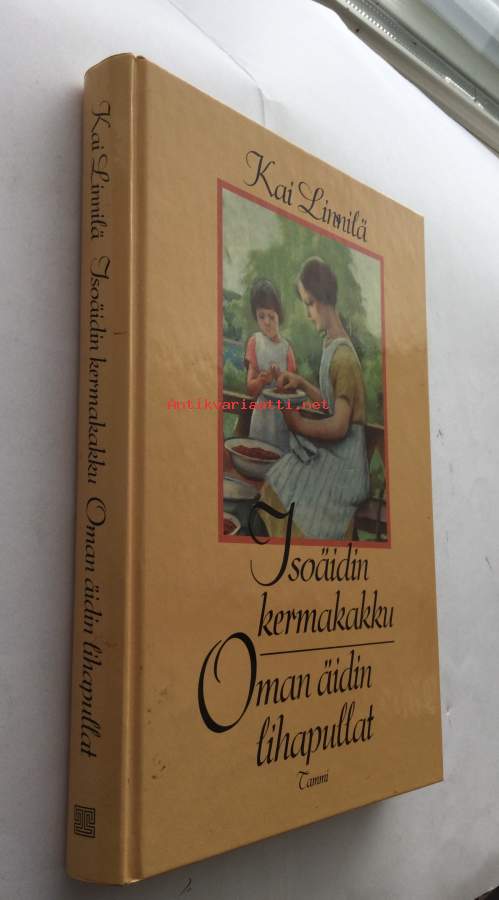 Kai Linnilä
Isoäidin
kermakakku
Oman äidin
lihapullat
Tammi
Kai Linnilä Isoäidin kermakakku Oman äidin lihapullat
Antikvariaatti.net